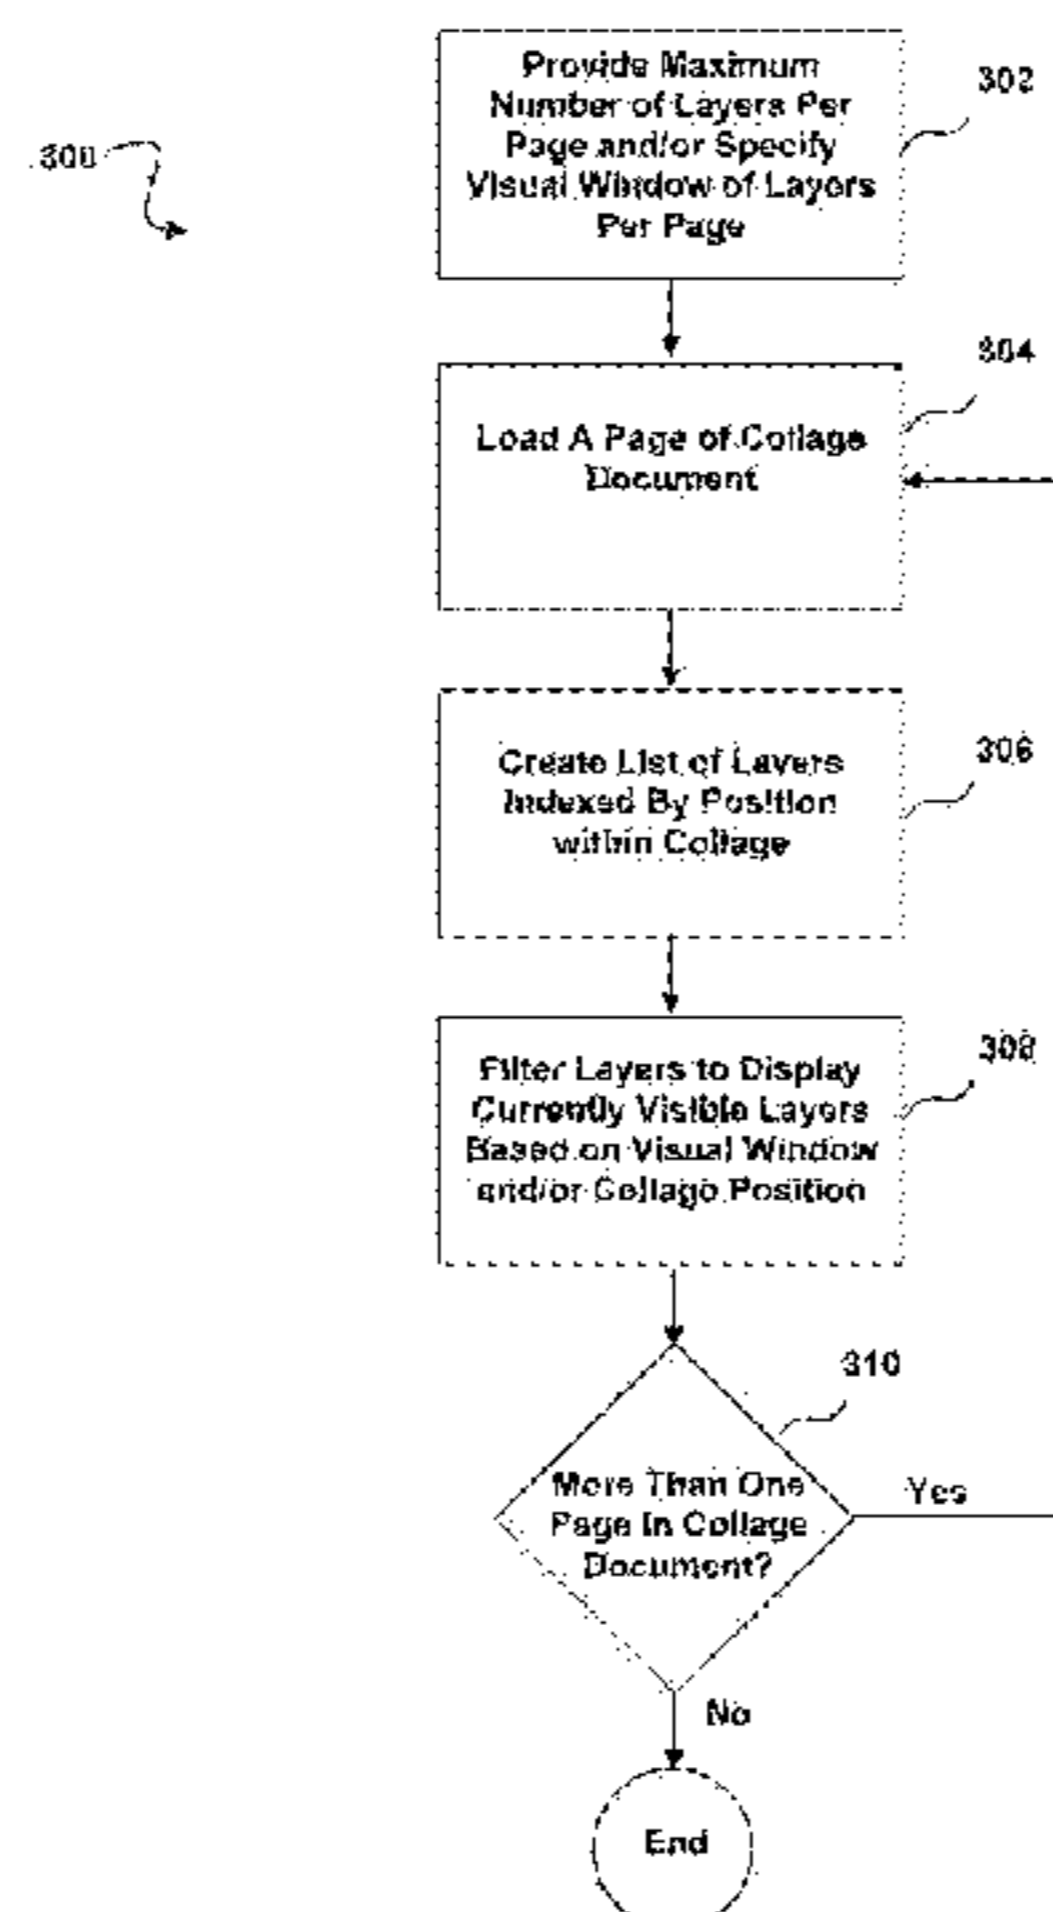 Provide Maximum
302
Number of Layers Per
Page and/or Specify
300
Visual Window of Layers
Per Page
304
Load A Page of Collage
Document
306
Create List of Layers
Indexed By Position
within Collage
308
Filter Layers to Display
Currently Visible Layers
Based on Visual Window
and/or Collage Position
310
More Than One
Yes
Page In Collage
Document?
No
End